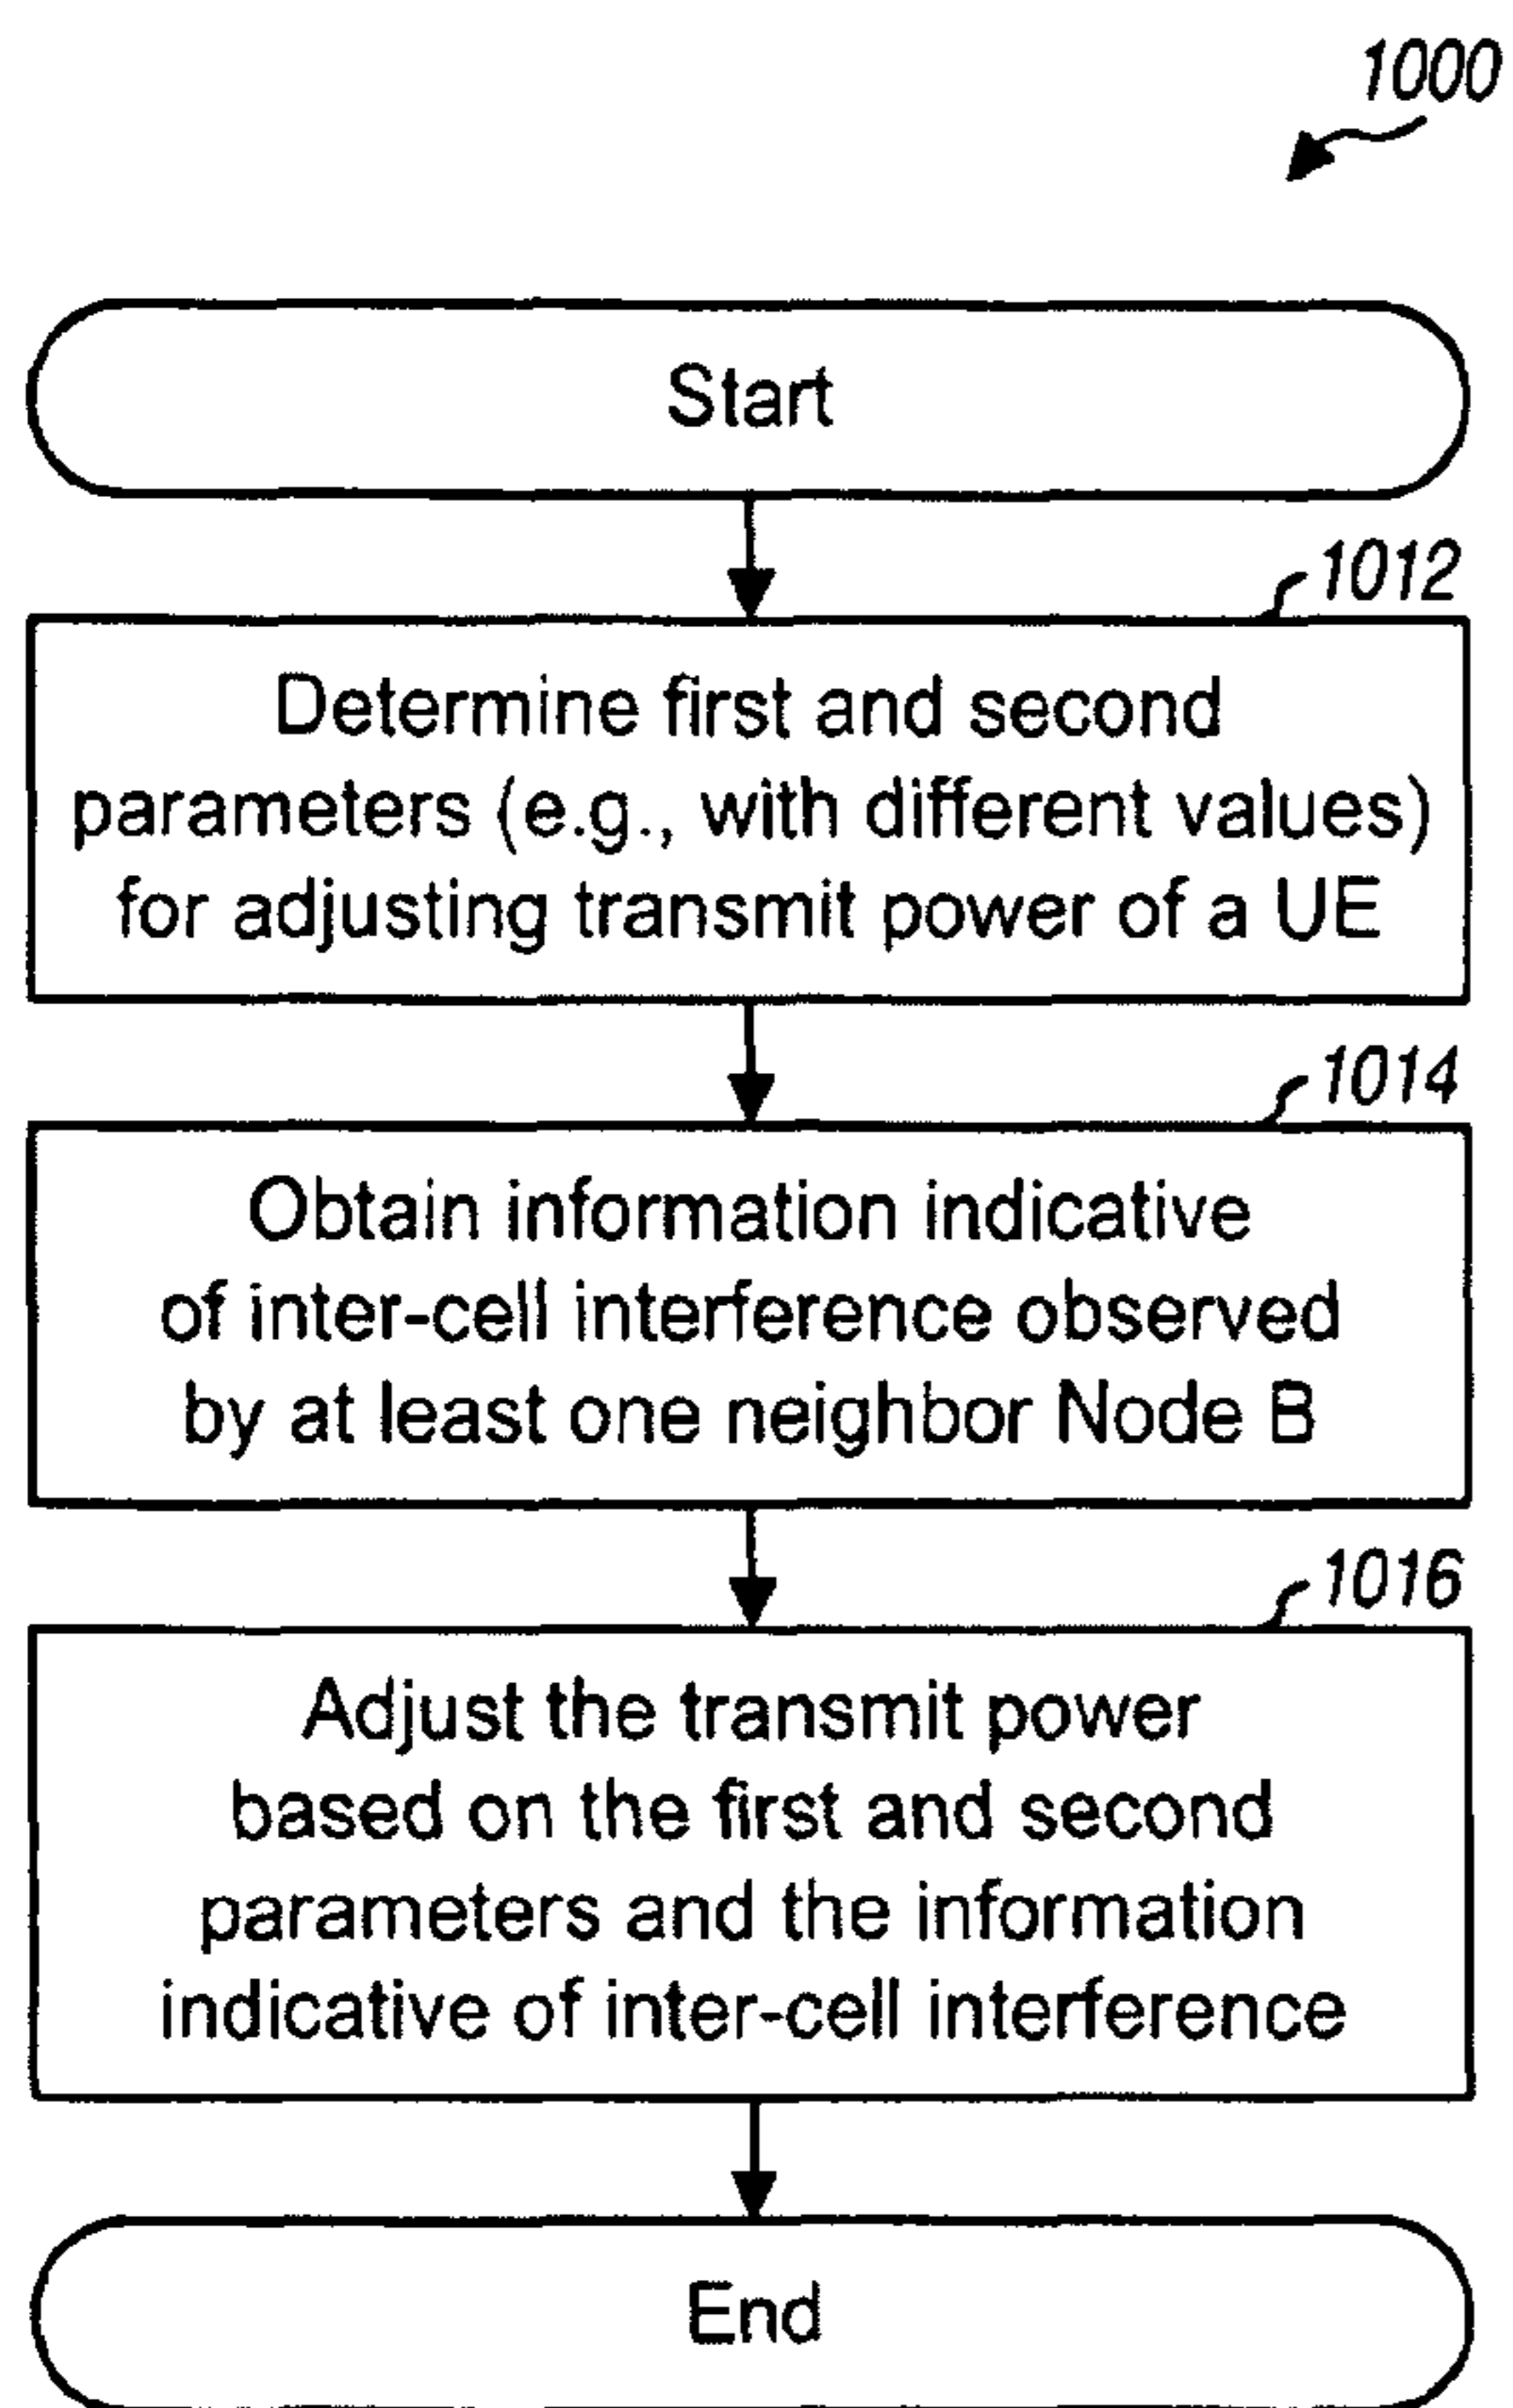 1000
Start
1012
Determine first and second
parameters (e.g., with different values)
for adjusting transmit power of a UE
1014
Obtain information indicative
of inter-cell interference observed
by at least one neighbor Node B
1016
Adjust the transmit power
based on the first and second
parameters and the information
indicative of inter-cell interference
End